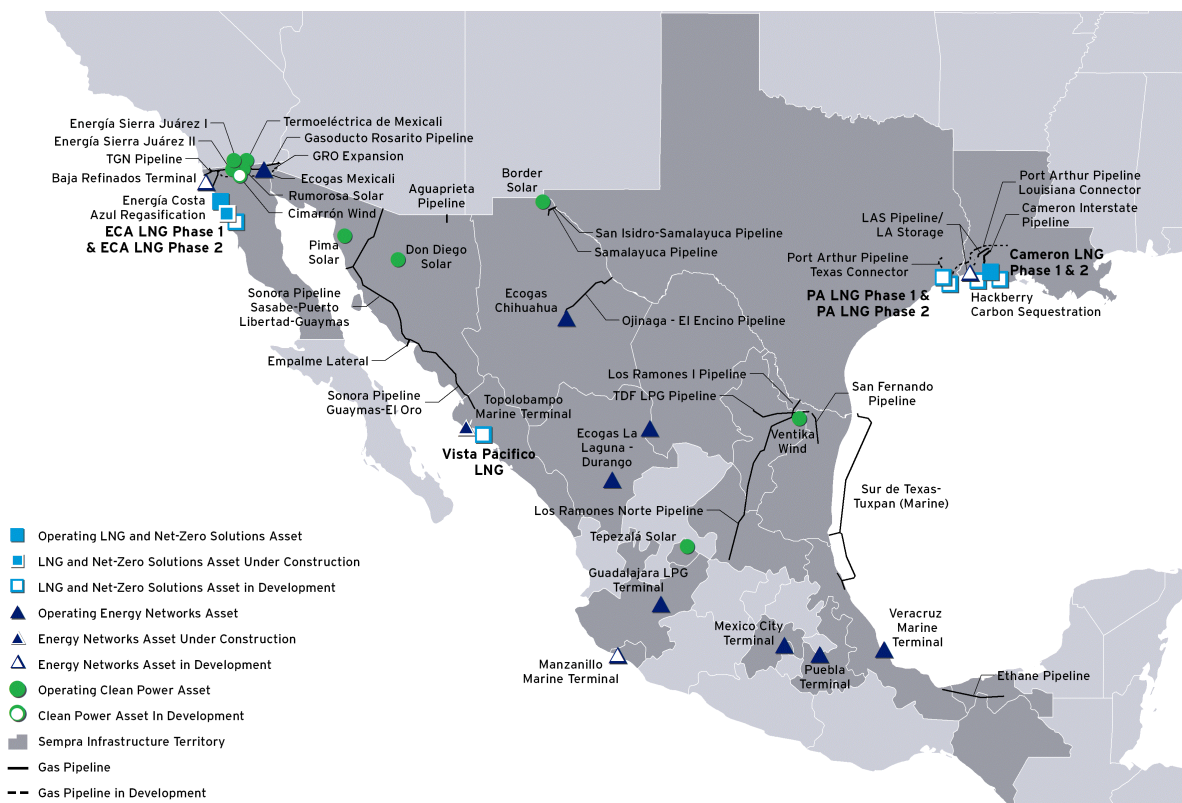 Energía Sierra Juárez I
Termoeléctrica de Mexicali
Energía Sierra Juárez II
Gasoducto Rosarito Pipeline
TGN Pipeline
GRO Expansion
Baja Refinados Terminal
Ecogas Mexicali
Rumorosa Solar
Energía Costa
Azul Regasification
Cimarrón Wind
ECA LNG Phase 1
& ECA LNG Phase 2
Aguaprieta
Pipeline
Border
Solar
Pima
Solar
Don Diego
Solar
San Isidro-Samalayuca Pipeline
Samalayuca Pipeline
Port Arthur Pipeline
Louisiana Connector
Cameron Interstate
Pipeline
LAS Pipeline/
LA Storage
Port Arthur Pipeline
Texas Connector
Cameron LNG
Phase 1 & 2
PA LNG Phase 1 &
PA LNG Phase 2
Hackberry
Carbon Sequestration
Sonora Pipeline
Sasabe-Puerto
Libertad-Guaymas
Ecogas
Chihuahua
Ojinaga - El Encino Pipeline
Empalme Lateral
Sonora Pipeline
Guaymas-El Oro
Topolobampo
Marine Terminal
Vista Pacífico
LNG
Los Ramones I Pipeline
TDF LPG Pipeline
San Fernando
Pipeline
Ecogas La
Laguna -
Durango
Ventika
Wind
Sur de Texas-
Tuxpan (Marine)
Los Ramones Norte Pipeline
Tepezalá Solar
Guadalajara LPG
Terminal
Mexico City
Terminal
Veracruz
Marine
Terminal
Manzanillo
Marine Terminal
Puebla
Terminal
Ethane Pipeline
Operating LNG and Net-Zero Solutions Asset
LNG and Net-Zero Solutions Asset Under Construction
LNG and Net-Zero Solutions Asset in Development
Operating Energy Networks Asset
Energy Networks Asset Under Construction
Energy Networks Asset in Development
Operating Clean Power Asset
Clean Power Asset In Development
Sempra Infrastructure Territory
Gas Pipeline
Gas Pipeline in Development